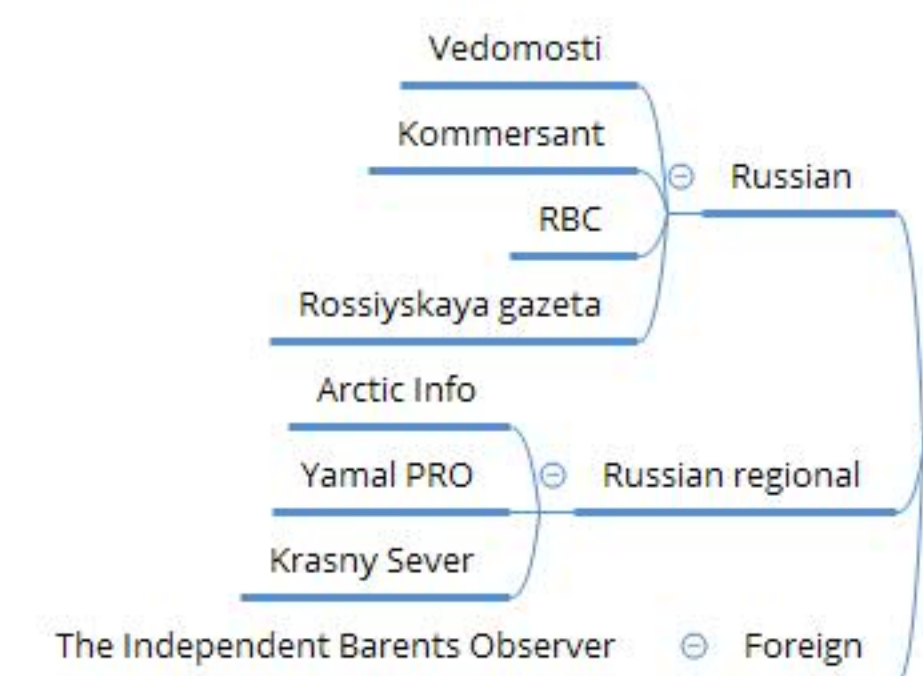 Vedomosti
Kommersant
Russian
RBC
Rossiyskaya gazeta
Arctic Info
Yamal PRO
Russian regional
Krasny Sever
The Independent Barents Observer
Foreign